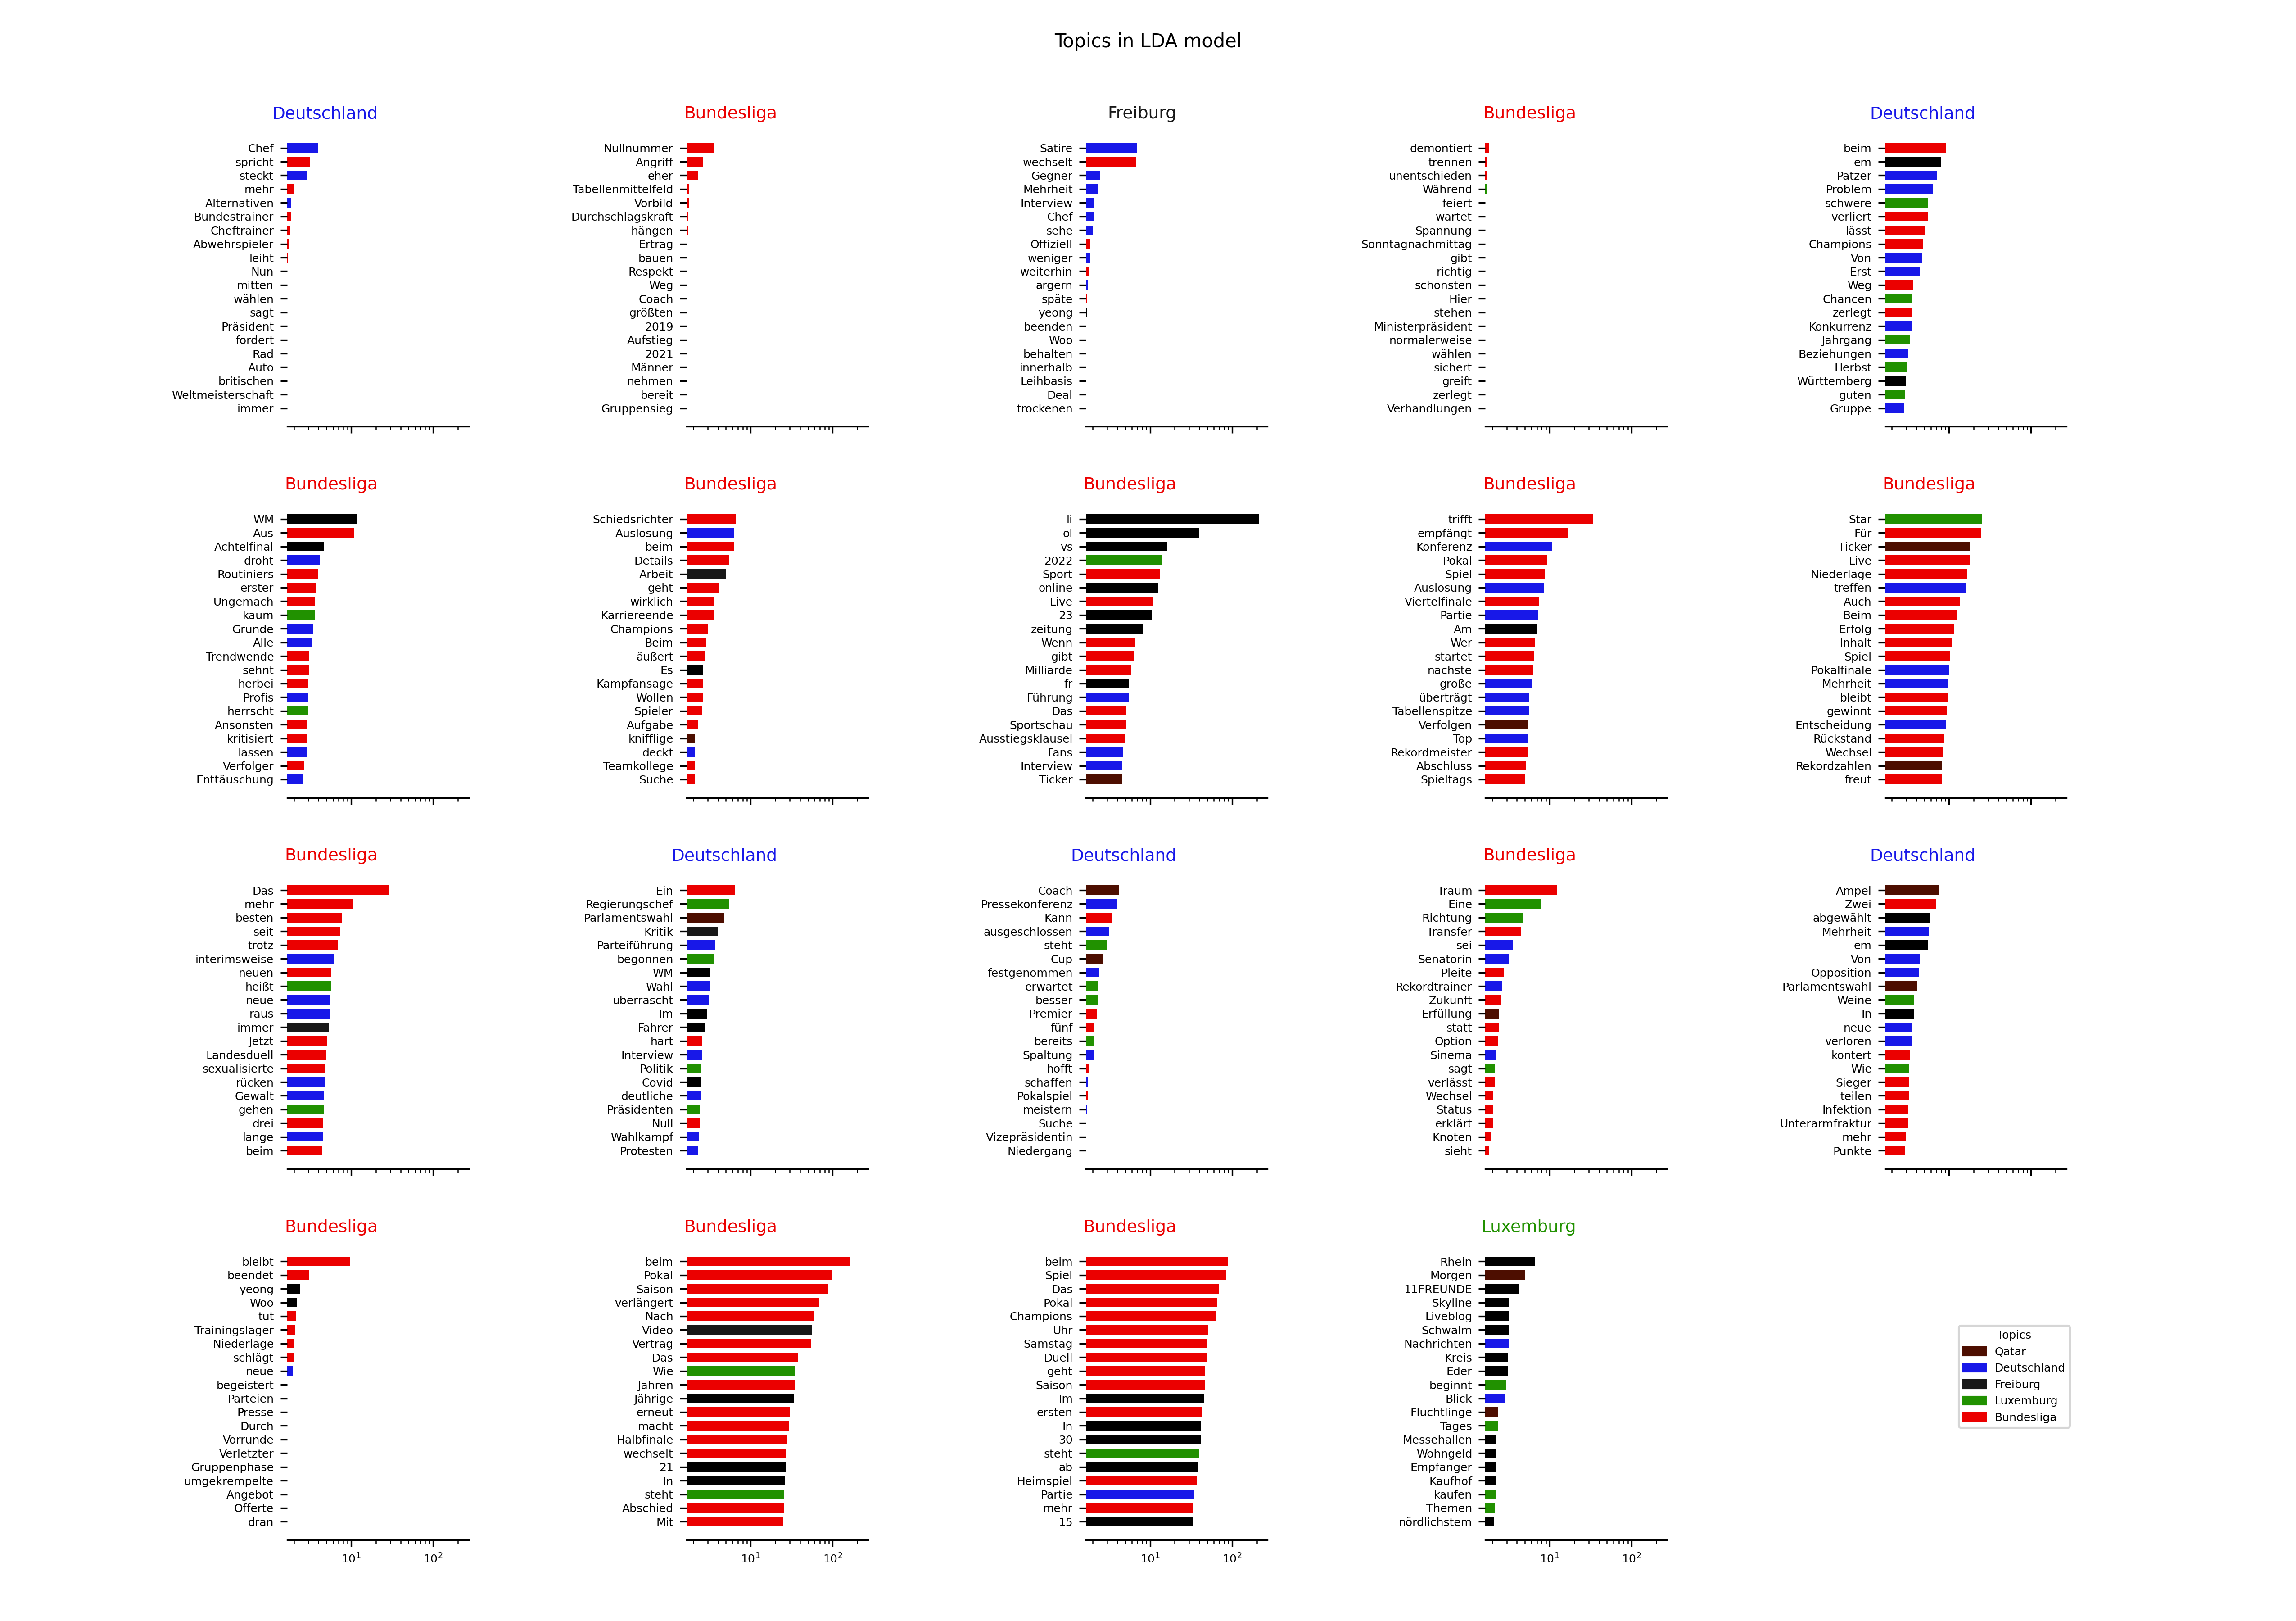 Topics in LDA model
Deutschland
Chef
spricht
steckt
mehr
Alternativen
Bundestrainer
Cheftrainer
Abwehrspieler
leiht
Nun
mitten
wählen
sagt
Präsident
fordert
Rad
Auto
britischen
Weltmeisterschaft
immer
Bundesliga
Nullnummer
Angriff
eher
Tabellenmittelfeld
Vorbild
Durchschlagskraft
hängen
Ertrag
bauen
Respekt
Weg
Coach
größten
2019
Aufstieg
2021
Männer
nehmen
bereit
Gruppensieg
Freiburg
Satire
wechselt
Gegner
Mehrheit
Interview
Chef
sehe
Offiziell
weniger
weiterhin
ärgern
späte
yeong
beenden
Woo
behalten
innerhalb
Leihbasis
Deal
trockenen
Bundesliga
demontiert
trennen
unentschieden
Während
feiert
wartet
Spannung
Sonntagnachmittag
gibt
richtig
schönsten
Hier
stehen
Ministerpräsident
normalerweise
wählen
sichert
greift
zerlegt
Verhandlungen
Deutschland
beim
em
Patzer
Problem
schwere
verliert
lässt
Champions
Von
Erst
Weg
Chancen
zerlegt
Konkurrenz
Jahrgang
Beziehungen
Herbst
Württemberg
guten
Gruppe
Bundesliga
WM
Aus
Achtelfinal
droht
Routiniers
erster
Ungemach
kaum
Gründe
Alle
Trendwende
sehnt
herbei
Profis
herrscht
Ansonsten
kritisiert
lassen
Verfolger
Enttäuschung
Bundesliga
Schiedsrichter
Auslosung
beim
Details
Arbeit
geht
wirklich
Karriereende
Champions
Beim
äußert
Es
Kampfansage
Wollen
Spieler
Aufgabe
knifflige
deckt
Teamkollege
Suche
Bundesliga
li
ol
vs
2022
Sport
online
Live
23
zeitung
Wenn
gibt
Milliarde
fr
Führung
Das
Sportschau
Ausstiegsklausel
Fans
Interview
Ticker
Bundesliga
trifft
empfängt
Konferenz
Pokal
Spiel
Auslosung
Viertelfinale
Partie
Am
Wer
startet
nächste
große
überträgt
Tabellenspitze
Verfolgen
Top
Rekordmeister
Abschluss
Spieltags
Bundesliga
Star
Für
Ticker
Live
Niederlage
treffen
Auch
Beim
Erfolg
Inhalt
Spiel
Pokalfinale
Mehrheit
bleibt
gewinnt
Entscheidung
Rückstand
Wechsel
Rekordzahlen
freut
Bundesliga
Das
mehr
besten
seit
trotz
interimsweise
neuen
heißt
neue
raus
immer
Jetzt
Landesduell
sexualisierte
rücken
Gewalt
gehen
drei
lange
beim
Deutschland
Ein
Regierungschef
Parlamentswahl
Kritik
Parteiführung
begonnen
WM
Wahl
überrascht
Im
Fahrer
hart
Interview
Politik
Covid
deutliche
Präsidenten
Null
Wahlkampf
Protesten
Deutschland
Coach
Pressekonferenz
Kann
ausgeschlossen
steht
Cup
festgenommen
erwartet
besser
Premier
fünf
bereits
Spaltung
hofft
schaffen
Pokalspiel
meistern
Suche
Vizepräsidentin
Niedergang
Bundesliga
Traum
Eine
Richtung
Transfer
sei
Senatorin
Pleite
Rekordtrainer
Zukunft
Erfüllung
statt
Option
Sinema
sagt
verlässt
Wechsel
Status
erklärt
Knoten
sieht
Deutschland
Ampel
Zwei
abgewählt
Mehrheit
em
Von
Opposition
Parlamentswahl
Weine
In
neue
verloren
kontert
Wie
Sieger
teilen
Infektion
Unterarmfraktur
mehr
Punkte
Bundesliga
bleibt
beendet
yeong
Woo
tut
Trainingslager
Niederlage
schlägt
neue
begeistert
Parteien
Presse
Durch
Vorrunde
Verletzter
Gruppenphase
umgekrempelte
Angebot
Offerte
dran
10¹ 10²
Bundesliga
beim
Pokal
Saison
verlängert
Nach
Video
Vertrag
Das
Wie
Jahren
Jährige
erneut
macht
Halbfinale
wechselt
21
In
steht
Abschied
Mit
10¹ 10²
Bundesliga
beim
Spiel
Das
Pokal
Champions
Uhr
Samstag
Duell
geht
Saison
Im
ersten
In
30
steht
ab
Heimspiel
Partie
mehr
15
10¹ 10²
Luxemburg
Rhein
Morgen
11FREUNDE
Skyline
Liveblog
Schwalm
Nachrichten
Kreis
Eder
beginnt
Blick
Flüchtlinge
Tages
Messehallen
Wohngeld
Empfänger
Kaufhof
kaufen
Themen
nördlichstem
10¹ 10²
Topics
Qatar
Deutschland
Freiburg
Luxemburg
Bundesliga